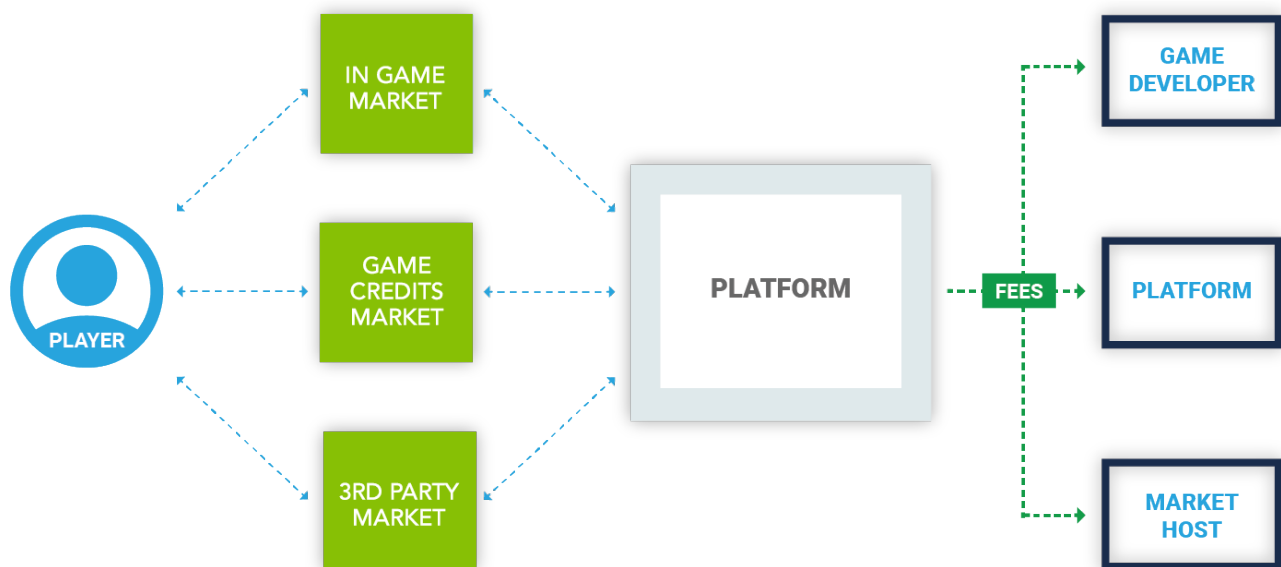 IN GAME
MARKET
GAME
DEVELOPER
GAME
CREDITS
MARKET
PLATFORM
FEES
PLATFORM
PLAYER
3RD PARTY
MARKET
MARKET
HOST